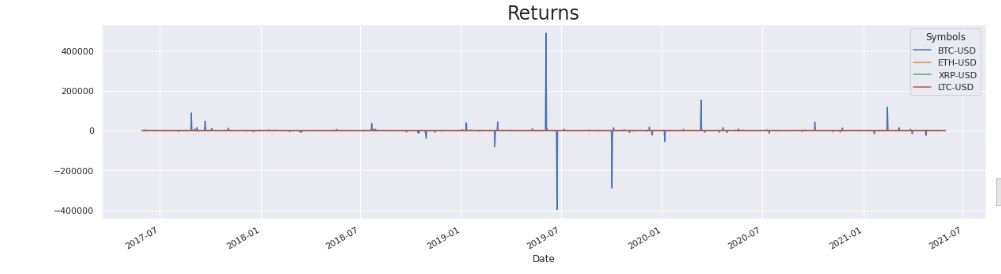 Returns
Symbols
BTC-USD
ETH-USD
XRP-USD
LTC-USD
400000
200000
0
−200000
−400000
2017-07
2018-01
2018-07
2019-01
2019-07
2020-01
2020-07
2021-01
2021-07
Date